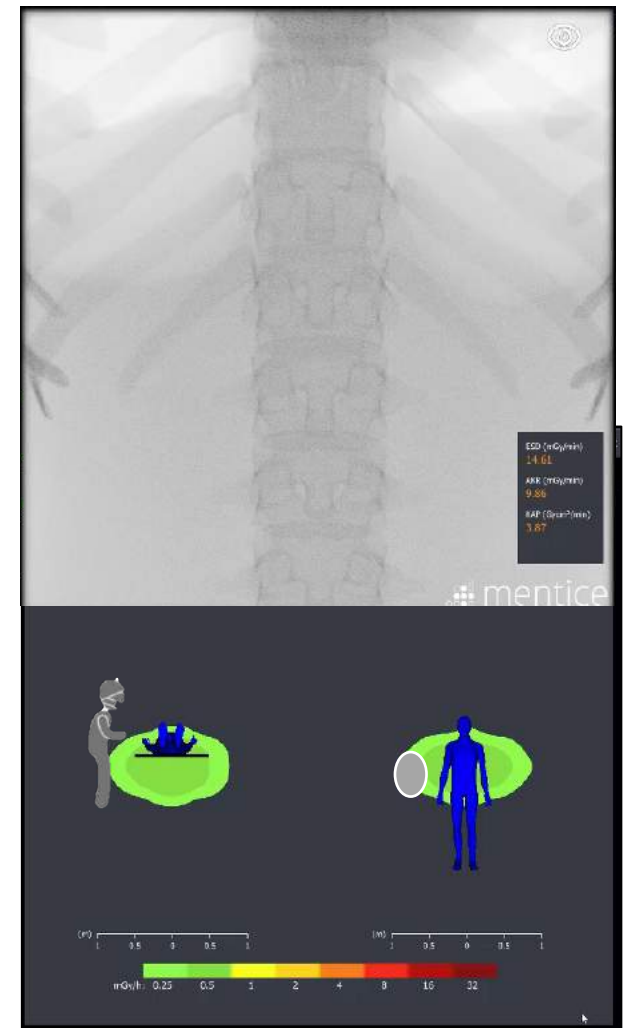 ESD (mGy/min)
14.61
AKR (mGy/min)
9.86
KAP (Gycm²/min)
3.87
mentice
(m) 1 0.5 0 0.5 1
(m) 1 0.5 0 0.5 1
mGy/h: 0.25 0.5 1 2 4 8 16 32